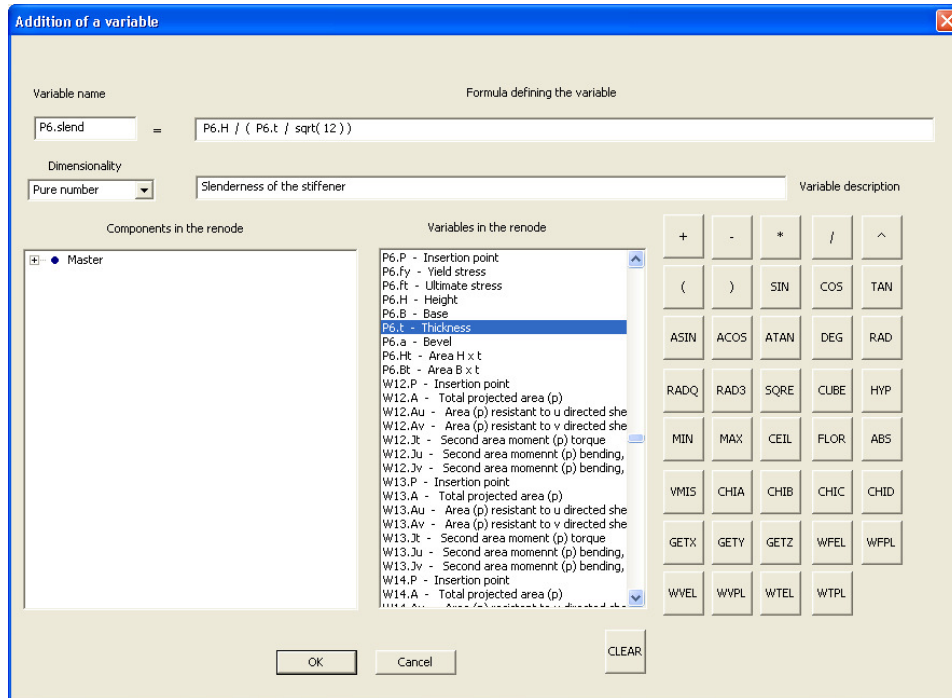 Addition of a variable
Variable name
Formula defining the variable
P6.slend
=
P6.H / ( P6.t / sqrt( 12 ) )
Dimensionality
Pure number
Slenderness of the stiffener
Variable description
Components in the renode
Variables in the renode
Master
P6.P - Insertion point
P6.fy - Yield stress
P6.ft - Ultimate stress
P6.H - Height
P6.B - Base
P6.t - Thickness
P6.a - Bevel
P6.Ht - Area H x t
P6.Bt - Area B x t
W12.P - Insertion point
W12.A - Total projected area (p)
W12.Au - Area (p) resistant to u directed she
W12.Av - Area (p) resistant to v directed she
W12.Jt - Second area moment (p) torque
W12.Ju - Second area momennt (p) bending,
W12.Jv - Second area momennt (p) bending,
W13.P - Insertion point
W13.A - Total projected area (p)
W13.Au - Area (p) resistant to u directed she
W13.Av - Area (p) resistant to v directed she
W13.Jt - Second area moment (p) torque
W13.Ju - Second area momennt (p) bending,
W13.Jv - Second area momennt (p) bending,
W14.P - Insertion point
W14.A - Total projected area (p)
+ - * / ^
( ) SIN COS TAN
ASIN ACOS ATAN DEG RAD
RADQ RAD3 SQRE CUBE HYP
MIN MAX CEIL FLOR ABS
VMIS CHIA CHIB CHIC CHID
GETX GETY GETZ WFEL WFPL
WVEL WVPL WTEL WTPL
CLEAR
OK
Cancel